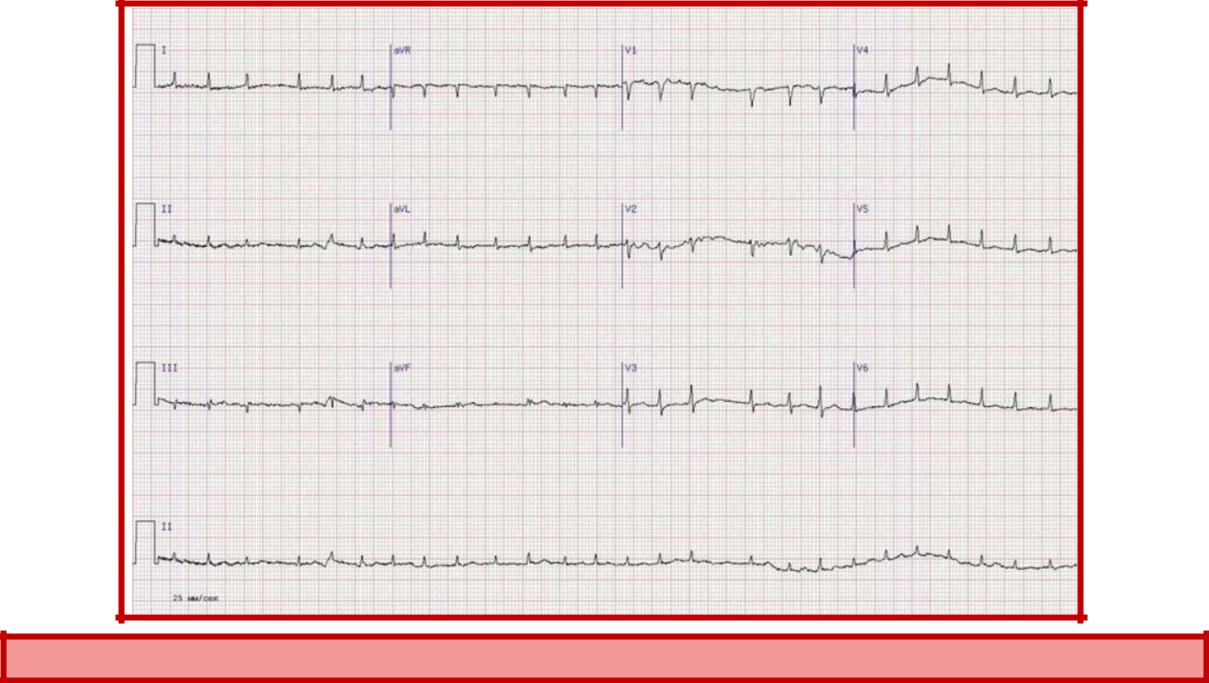 I aVR V1 V4
II aVL V2 V5
III aVF V3 V6
II
25 мм/сек